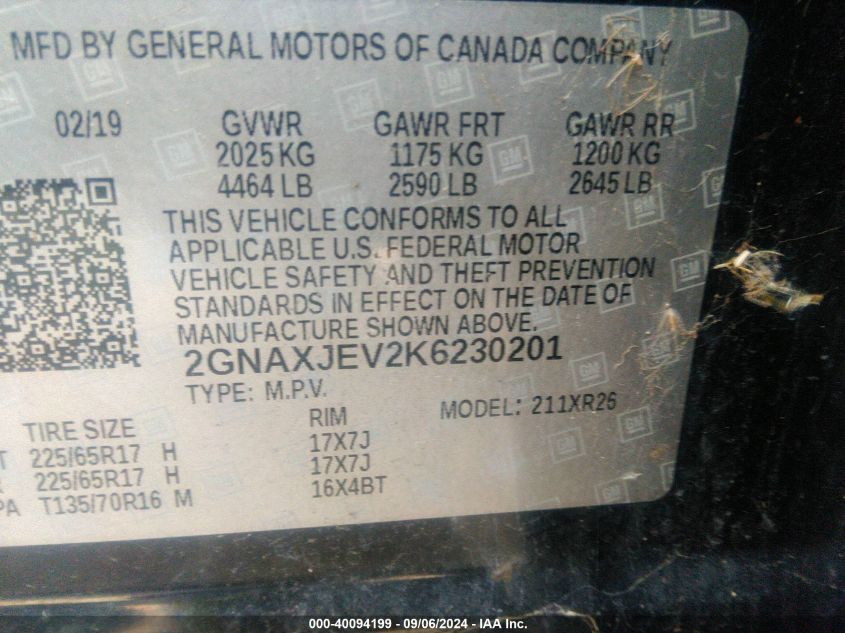 MFD BY GENERAL MOTORS OF CANADA COMPANY
02/19 GVWR GAWR FRT GAWR RR
2025 KG 1175 KG 1200 KG
4464 LB 2590 LB 2645 LB
THIS VEHICLE CONFORMS TO ALL
APPLICABLE U.S. FEDERAL MOTOR
VEHICLE SAFETY AND THEFT PREVENTION
STANDARDS IN EFFECT ON THE DATE OF
MANUFACTURE SHOWN ABOVE.
2GNAXJEV2K6230201
TYPE: M.P.V. MODEL: 211XR26
TIRE SIZE RIM
225/65R17 H 17X7J
225/65R17 H 17X7J
T135/70R16 M 16X4BT
000-40094199 - 09/06/2024 - IAA Inc.